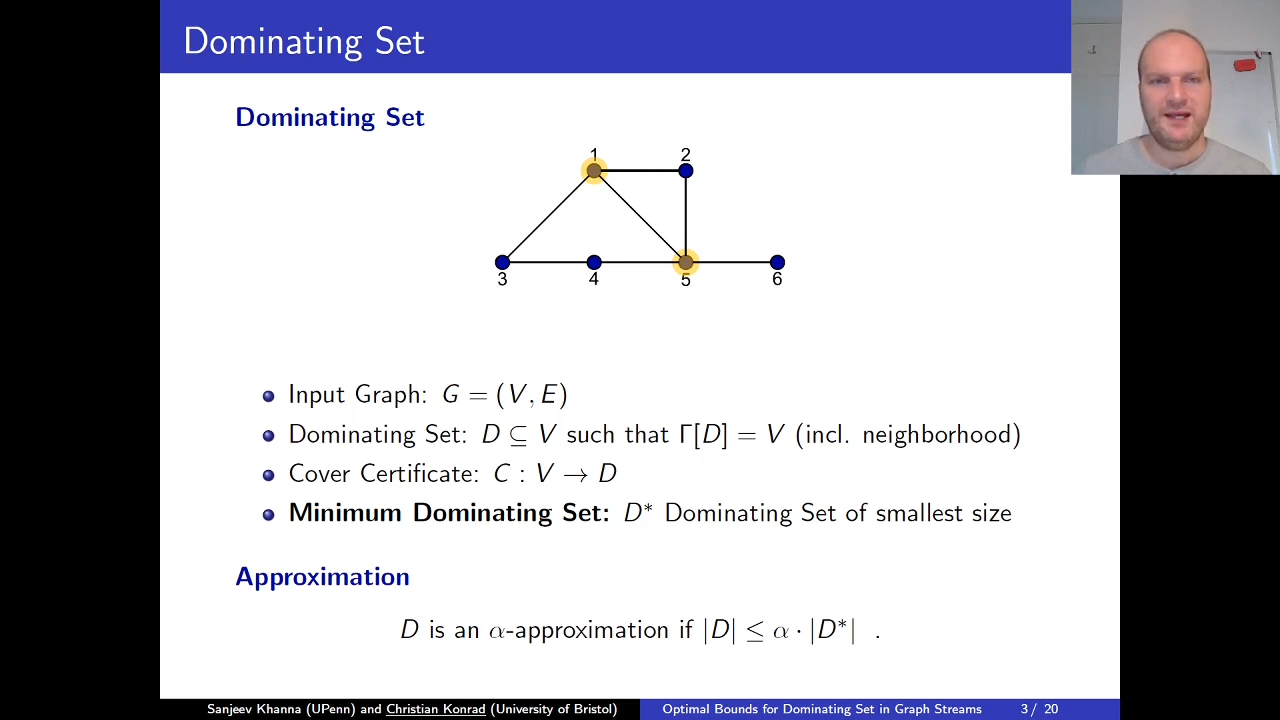 Dominating Set
Dominating Set
1 2
3 4 5 6
Input Graph: G = (V, E)
Dominating Set: D ⊆ V such that Γ[D] = V (incl. neighborhood)
Cover Certificate: C : V → D
Minimum Dominating Set: D* Dominating Set of smallest size
Approximation
D is an α-approximation if |D| ≤ α · |D*| .
Sanjeev Khanna (UPenn) and Christian Konrad (University of Bristol) Optimal Bounds for Dominating Set in Graph Streams 3 / 20